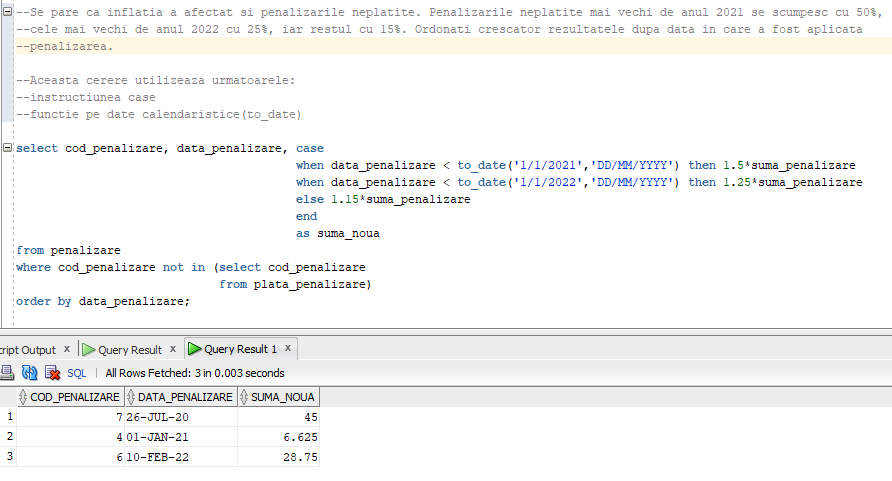 --Se pare ca inflatia a afectat si penalizarile neplatite. Penalizarile neplatite mai vechi de anul 2021 se scumpesc cu 50%,
--cele mai vechi de anul 2022 cu 25%, iar restul cu 15%. Ordonati crescator rezultatele dupa data in care a fost aplicata
--penalizarea.
--Aceasta cerere utilizeaza urmatoarele:
--instructiunea case
--functie pe date calendaristice(to_date)
select cod_penalizare, data_penalizare, case
when data_penalizare < to_date('1/1/2021','DD/MM/YYYY') then 1.5*suma_penalizare
when data_penalizare < to_date('1/1/2022','DD/MM/YYYY') then 1.25*suma_penalizare
else 1.15*suma_penalizare
end
as suma_noua
from penalizare
where cod_penalizare not in (select cod_penalizare
from plata_penalizare)
order by data_penalizare;
cript Output x Query Result x Query Result 1 x
SQL | All Rows Fetched: 3 in 0.003 seconds
COD_PENALIZARE DATA_PENALIZARE SUMA_NOUA
1 7 26-JUL-20 45
2 4 01-JAN-21 6.625
3 6 10-FEB-22 28.75